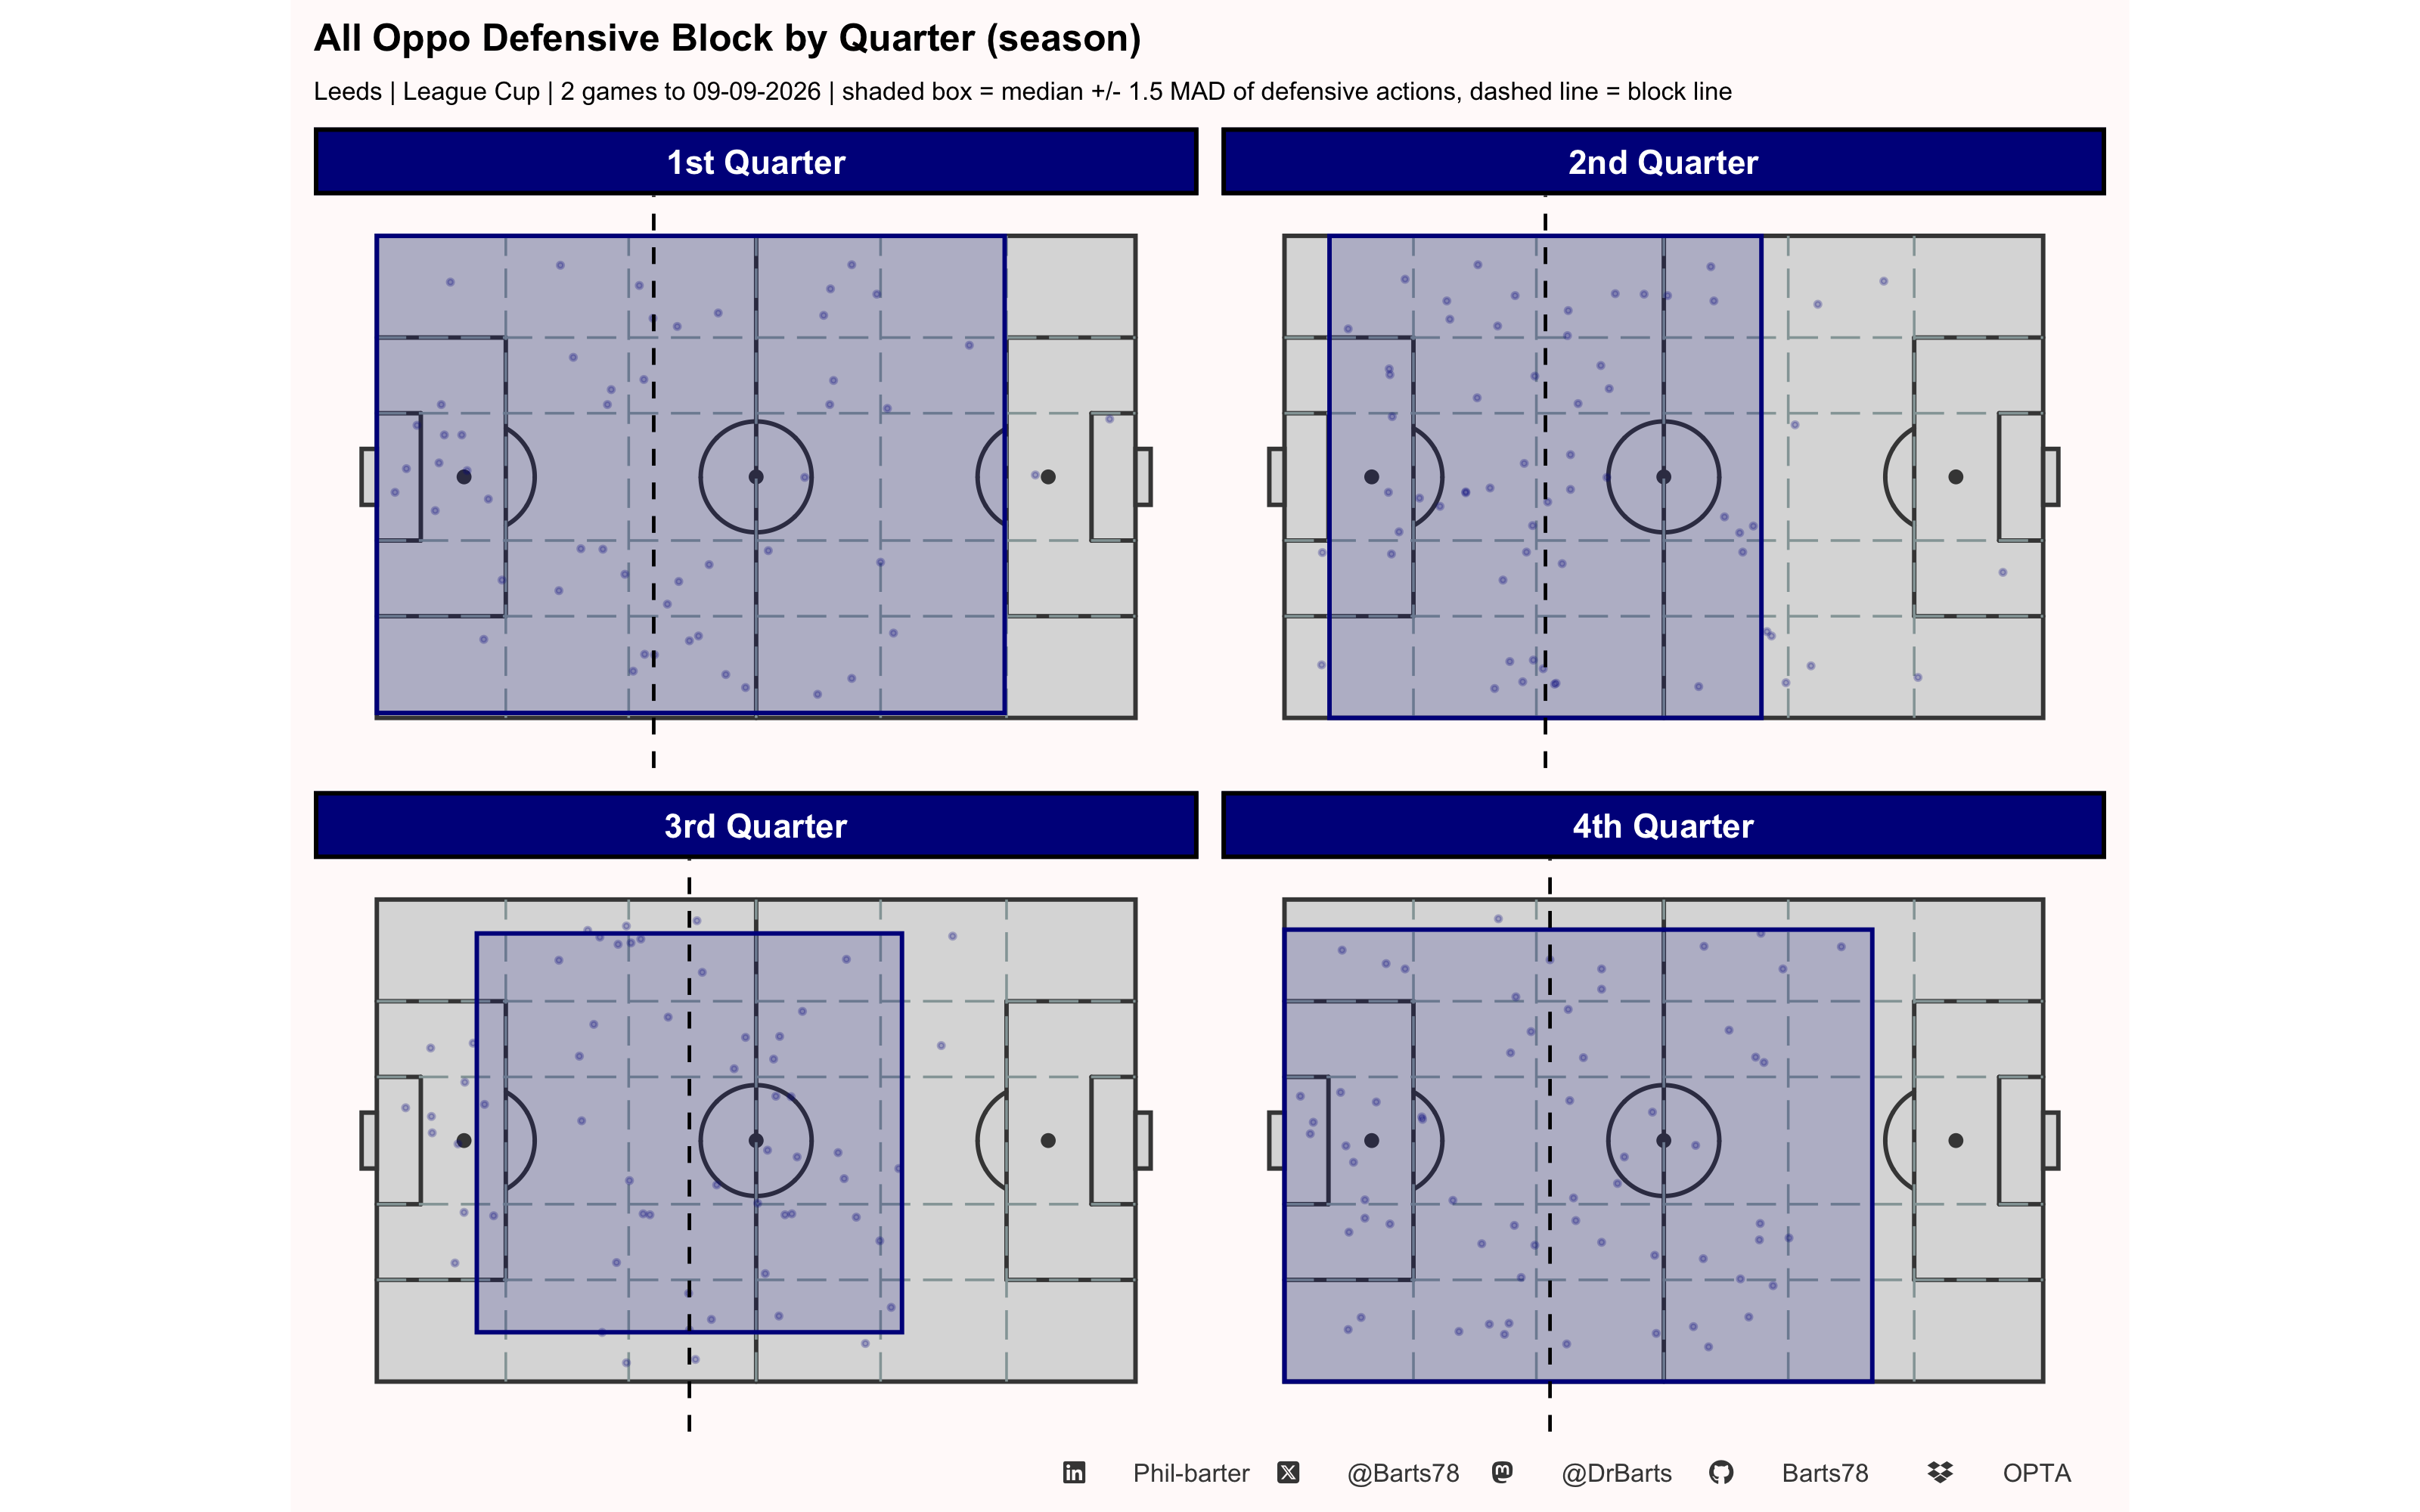 All Oppo Defensive Block by Quarter (season)
Leeds | League Cup | 2 games to 09-09-2026 | shaded box = median +/- 1.5 MAD of defensive actions, dashed line = block line
1st Quarter
2nd Quarter
3rd Quarter
4th Quarter
Phil-barter @Barts78 @DrBarts Barts78 OPTA